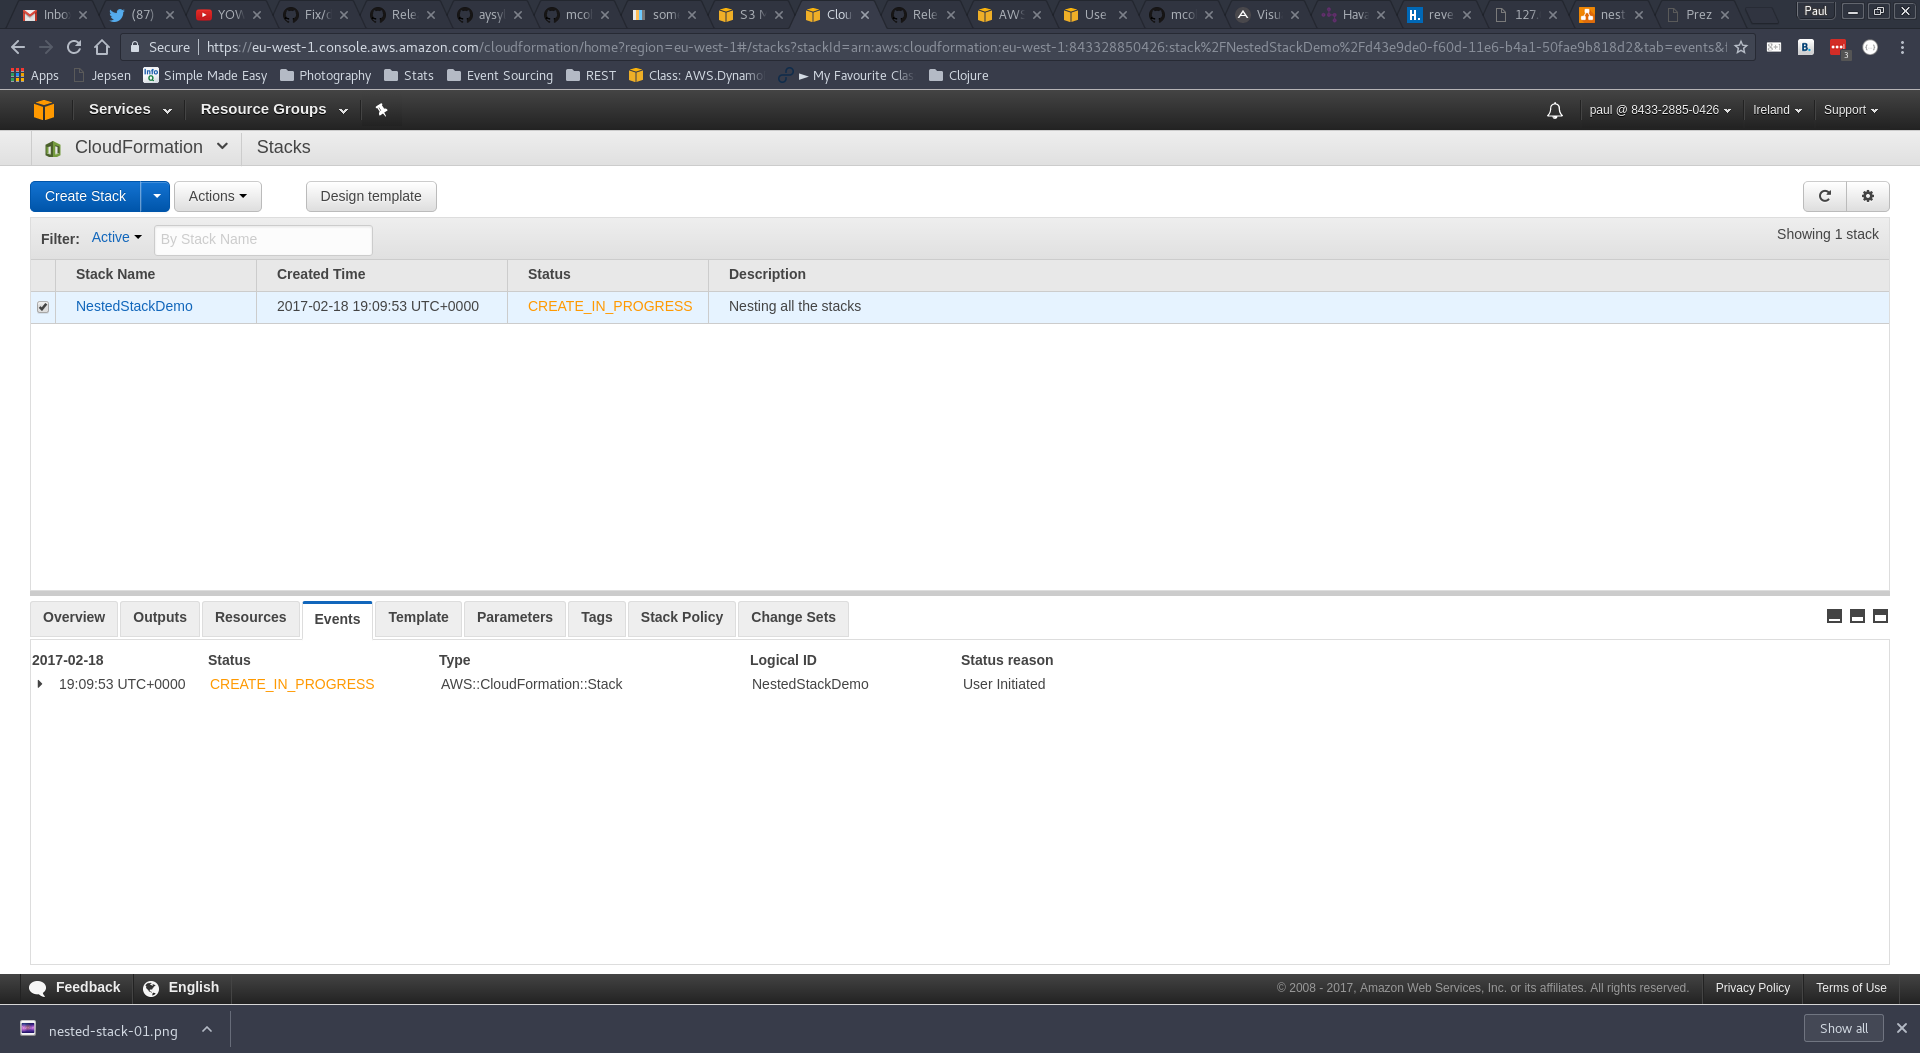 Inbo (87) YOW Fix/c Rele aysyl mcol som S3 M Clou Rele AWS Use mco Visu Hava reve 127. nest Prez Paul
Secure https://eu-west-1.console.aws.amazon.com/cloudformation/home?region=eu-west-1#/stacks?stackId=arn:aws:cloudformation:eu-west-1:843328850426:stack%2FNestedStackDemo%2Fd43e9de0-f60d-11e6-b4a1-50fae9b818d2&tab=events&
Apps Jepsen Simple Made Easy Photography Stats Event Sourcing REST Class: AWS.Dynamo ► My Favourite Clas Clojure
Services Resource Groups paul @ 8433-2885-0426 Ireland Support
CloudFormation Stacks
Create Stack Actions Design template
Filter: Active By Stack Name Showing 1 stack
Stack Name Created Time Status Description
NestedStackDemo 2017-02-18 19:09:53 UTC+0000 CREATE_IN_PROGRESS Nesting all the stacks
Overview Outputs Resources Events Template Parameters Tags Stack Policy Change Sets
2017-02-18 Status Type Logical ID Status reason
19:09:53 UTC+0000 CREATE_IN_PROGRESS AWS::CloudFormation::Stack NestedStackDemo User Initiated
Feedback English © 2008 - 2017, Amazon Web Services, Inc. or its affiliates. All rights reserved. Privacy Policy Terms of Use
nested-stack-01.png Show all